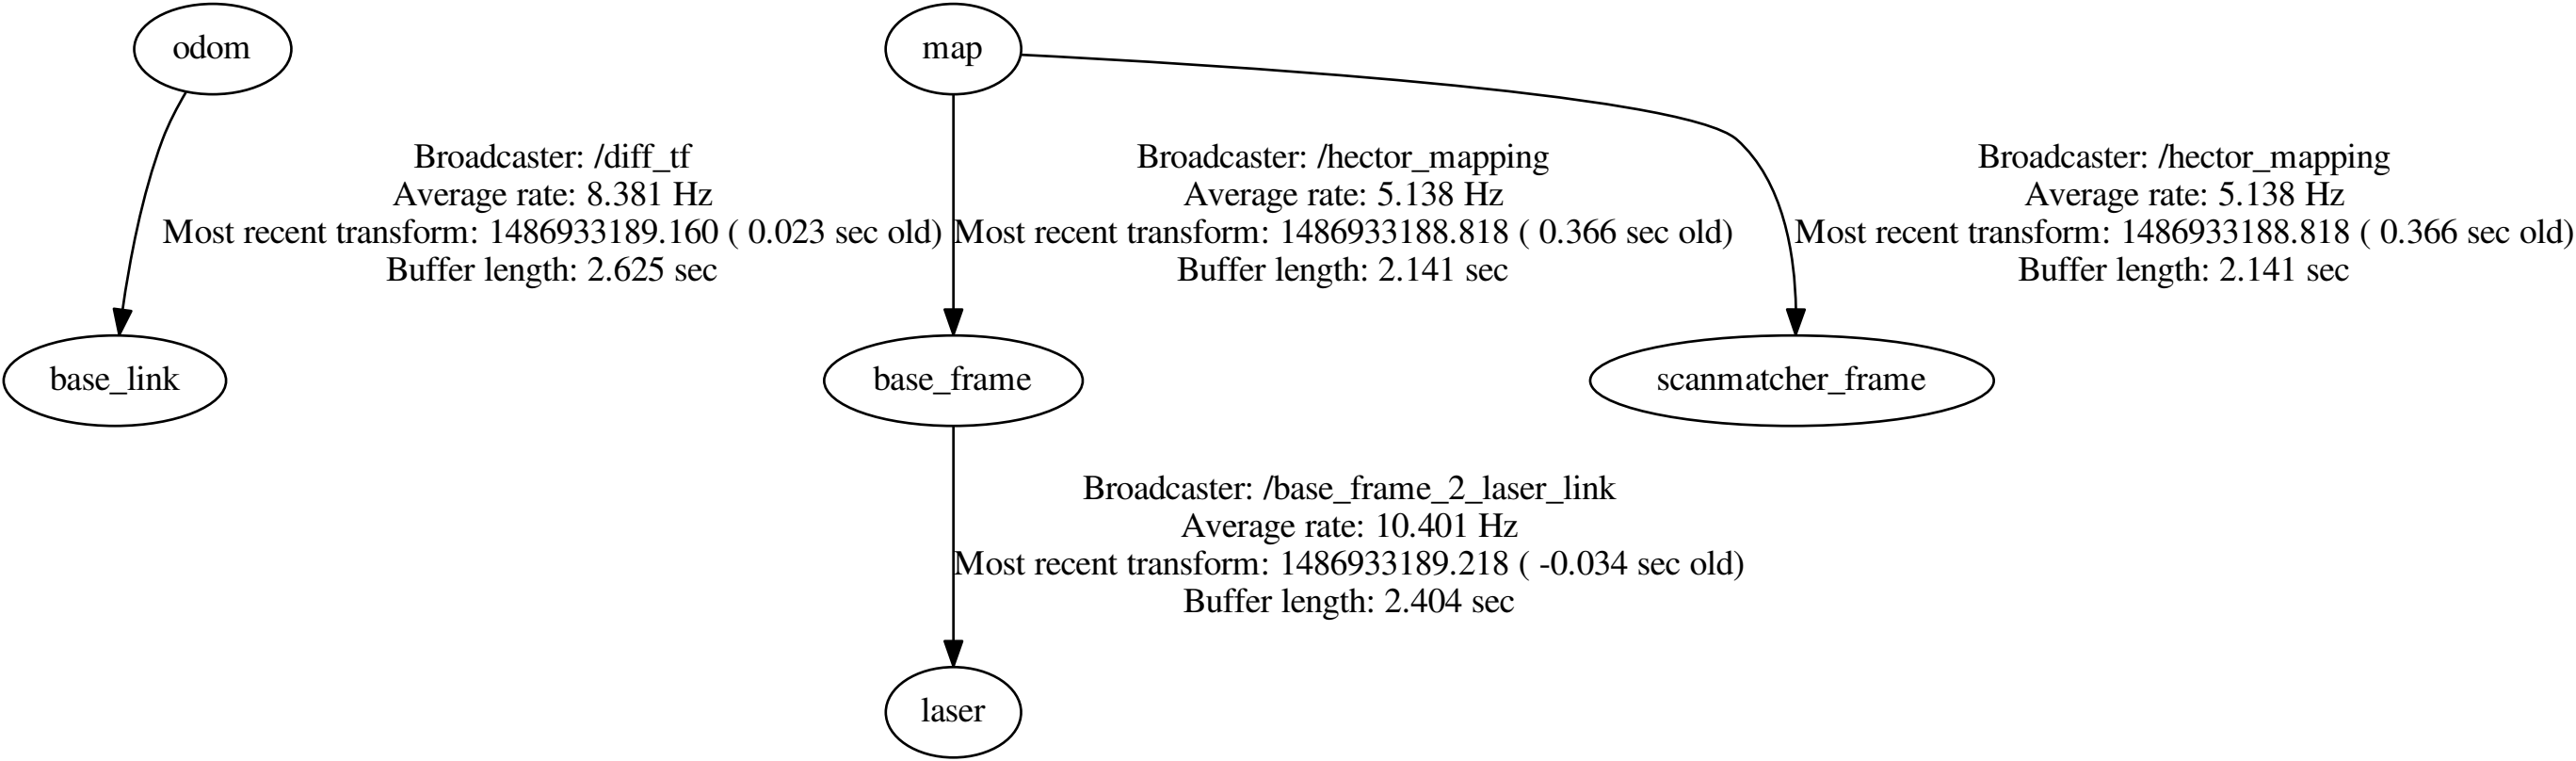 odom
map
Broadcaster: /diff_tf
Average rate: 8.381 Hz
Most recent transform: 1486933189.160 ( 0.023 sec old)
Buffer length: 2.625 sec
Broadcaster: /hector_mapping
Average rate: 5.138 Hz
Most recent transform: 1486933188.818 ( 0.366 sec old)
Buffer length: 2.141 sec
Broadcaster: /hector_mapping
Average rate: 5.138 Hz
Most recent transform: 1486933188.818 ( 0.366 sec old)
Buffer length: 2.141 sec
base_link
base_frame
scanmatcher_frame
Broadcaster: /base_frame_2_laser_link
Average rate: 10.401 Hz
Most recent transform: 1486933189.218 ( -0.034 sec old)
Buffer length: 2.404 sec
laser